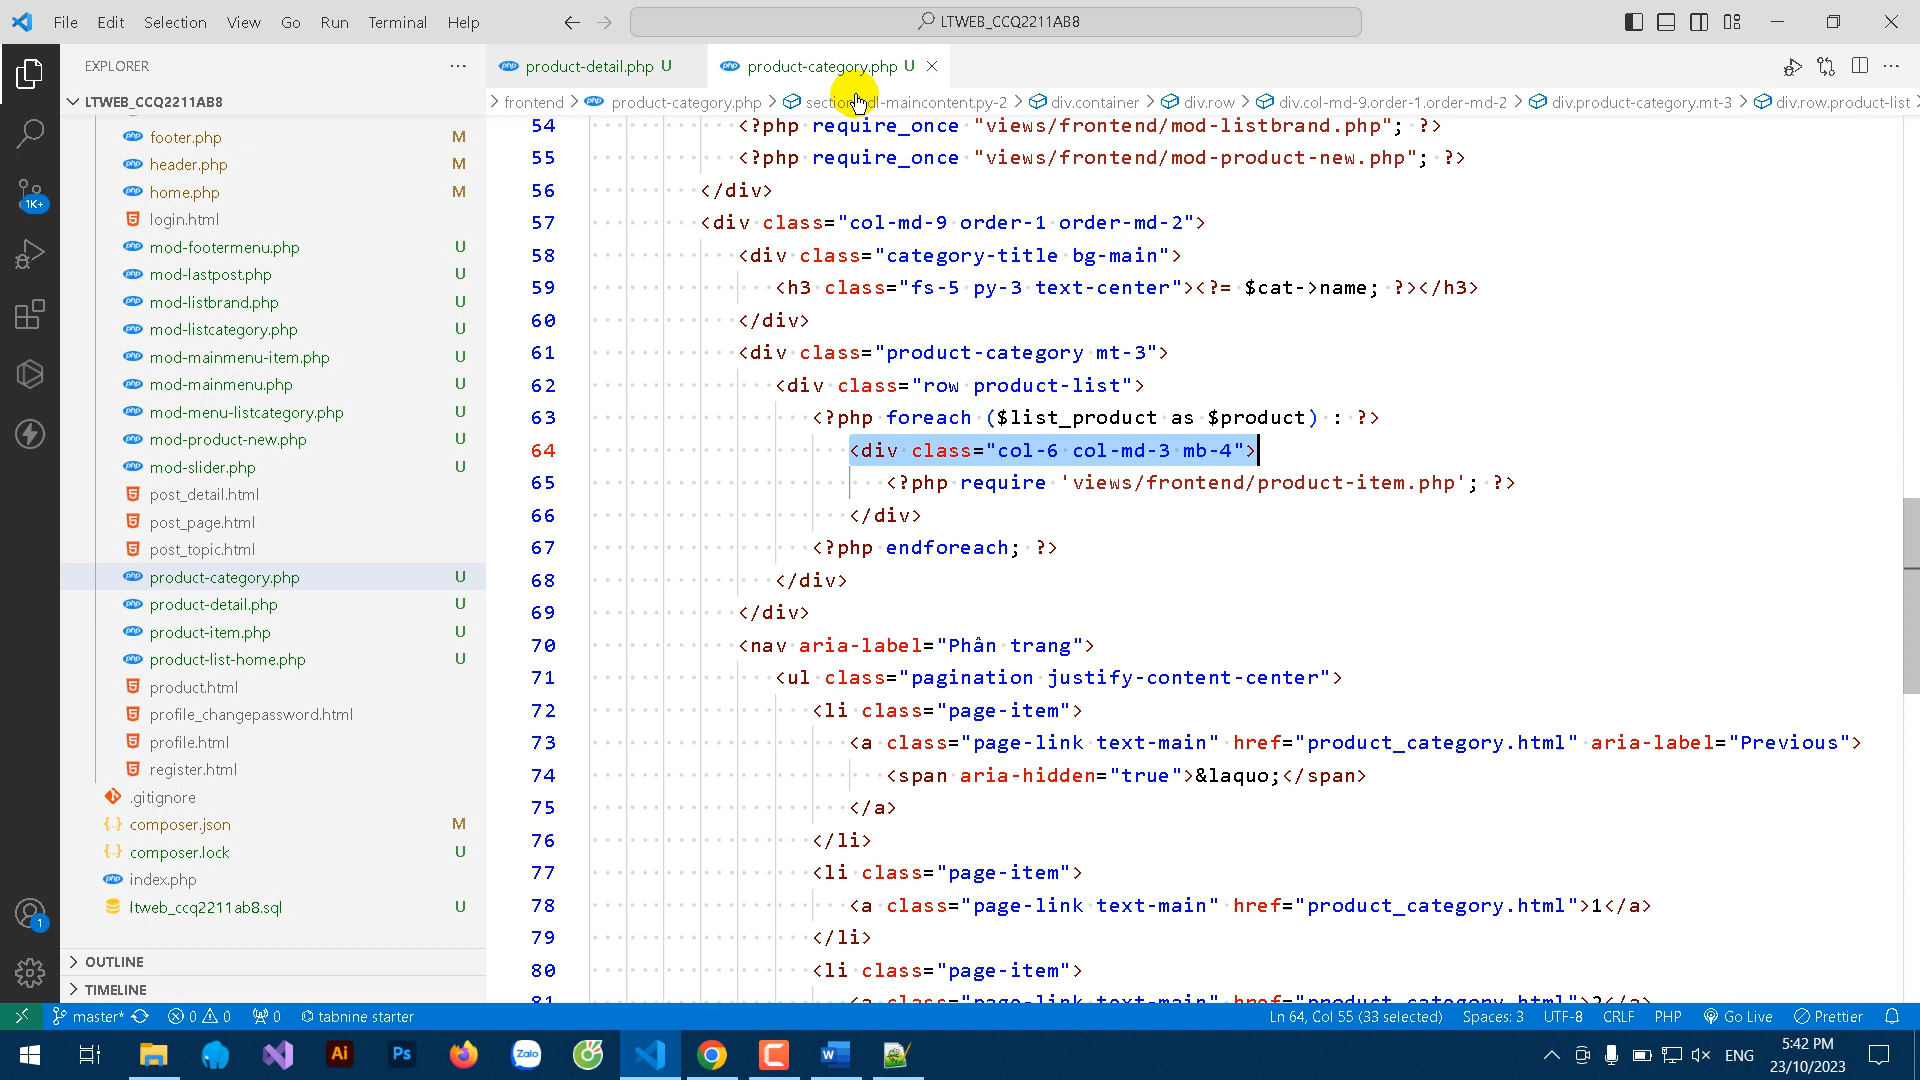 File Edit Selection View Go Run Terminal Help
LTWEB_CCQ2211AB8
EXPLORER
product-detail.php U
product-category.php U
LTWEB_CCQ2211AB8
frontend
product-category.php
div.container
div.row
div.col-md-9.order-1.order-md-2
div.product-category.mt-3
div.row.product-list
footer.php M
header.php M
home.php M
login.html
mod-footermenu.php U
mod-lastpost.php U
mod-listbrand.php U
mod-listcategory.php U
mod-mainmenu-item.php U
mod-mainmenu.php U
mod-menu-listcategory.php U
mod-product-new.php U
mod-slider.php U
post_detail.html
post_page.html
post_topic.html
product-category.php U
product-detail.php U
product-item.php U
product-list-home.php U
product.html
profile_changepassword.html
profile.html
register.html
.gitignore
composer.json M
composer.lock U
index.php
ltweb_ccq2211ab8.sql U
OUTLINE
TIMELINE
1K+
1
54 <?php require_once "views/frontend/mod-listbrand.php"; ?>
55 <?php require_once "views/frontend/mod-product-new.php"; ?>
56 </div>
57 <div class="col-md-9 order-1 order-md-2">
58 <div class="category-title bg-main">
59 <h3 class="fs-5 py-3 text-center"><?= $cat->name; ?></h3>
60 </div>
61 <div class="product-category mt-3">
62 <div class="row product-list">
63 <?php foreach ($list_product as $product) : ?>
64 <div class="col-6 col-md-3 mb-4">
65 <?php require 'views/frontend/product-item.php'; ?>
66 </div>
67 <?php endforeach; ?>
68 </div>
69 </div>
70 <nav aria-label="Phân trang">
71 <ul class="pagination justify-content-center">
72 <li class="page-item">
73 <a class="page-link text-main" href="product_category.html" aria-label="Previous">
74 <span aria-hidden="true">&laquo;</span>
75 </a>
76 </li>
77 <li class="page-item">
78 <a class="page-link text-main" href="product_category.html">1</a>
79 </li>
80 <li class="page-item">
81 <a class="page-link text-main" href="product_category.html">2</a>
master* 0 0 0 tabnine starter
Ln 64, Col 55 (33 selected) Spaces: 3 UTF-8 CRLF PHP Go Live Prettier
Ai Ps Zalo
ENG
5:42 PM
23/10/2023